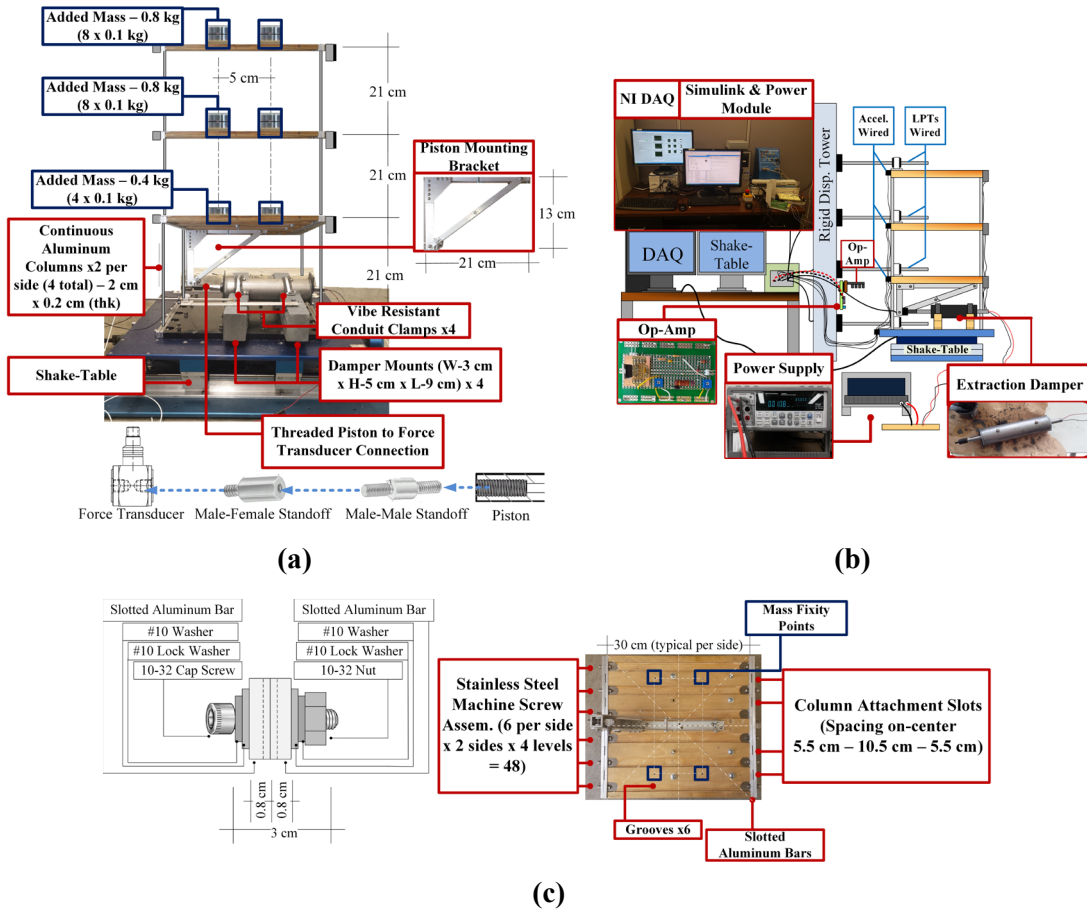 Added Mass – 0.8 kg
(8 x 0.1 kg)
5 cm
21 cm
Added Mass – 0.8 kg
(8 x 0.1 kg)
21 cm
Added Mass – 0.4 kg
(4 x 0.1 kg)
Piston Mounting
Bracket
13 cm
21 cm
Continuous
Aluminum
Columns x2 per
side (4 total) – 2 cm
x 0.2 cm (thk)
21 cm
Vibe Resistant
Conduit Clamps x4
Shake-Table
Damper Mounts (W-3 cm
x H-5 cm x L-9 cm) x 4
Threaded Piston to Force
Transducer Connection
Force Transducer
Male-Female Standoff
Male-Male Standoff
Piston
(a)
NI DAQ
Simulink & Power
Module
Rigid Disp. Tower
Accel.
Wired
LPTs
Wired
DAQ
Shake-
Table
Op-
Amp
Op-Amp
Power Supply
Shake-Table
Extraction Damper
(b)
Slotted Aluminum Bar
#10 Washer
#10 Lock Washer
10-32 Cap Screw
Slotted Aluminum Bar
#10 Washer
#10 Lock Washer
10-32 Nut
0.8 cm
0.8 cm
3 cm
Mass Fixity
Points
30 cm (typical per side)
Stainless Steel
Machine Screw
Assem. (6 per side
x 2 sides x 4 levels
= 48)
Column Attachment Slots
(Spacing on-center
5.5 cm – 10.5 cm – 5.5 cm)
Grooves x6
Slotted
Aluminum Bars
(c)